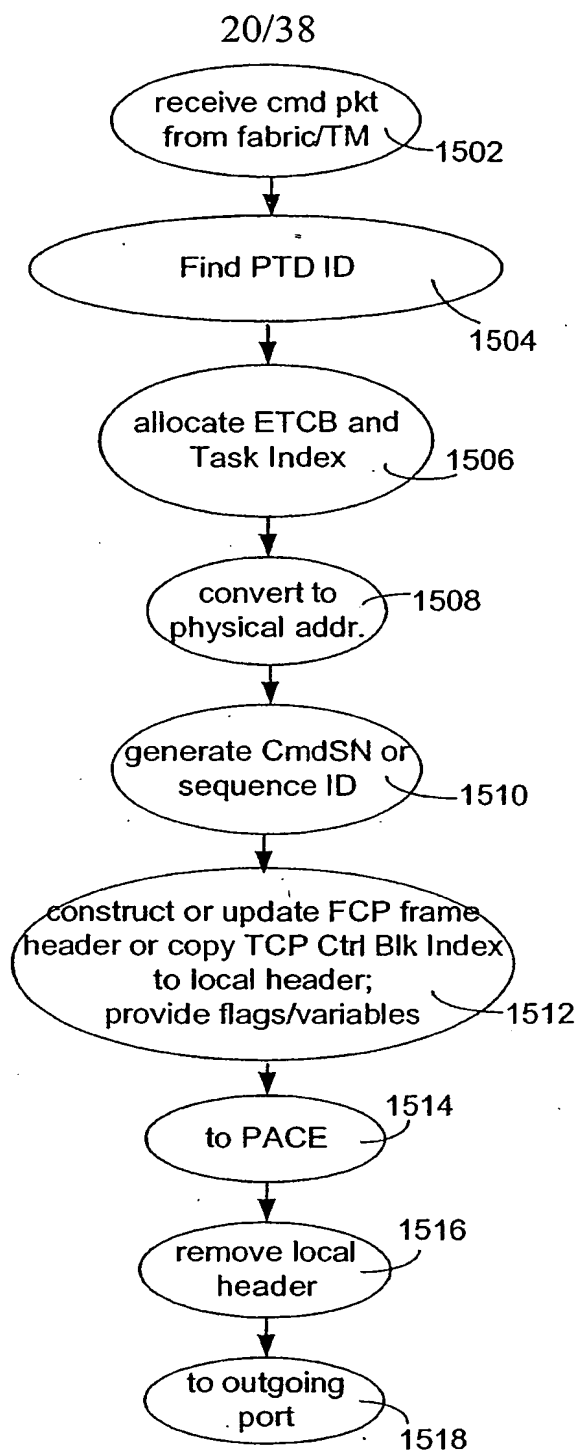 20/38
receive cmd pkt
from fabric/TM
1502
Find PTD ID
1504
allocate ETCB and
Task Index
1506
convert to
physical addr.
1508
generate CmdSN or
sequence ID
1510
construct or update FCP frame
header or copy TCP Ctrl Blk Index
to local header;
provide flags/variables
1512
to PACE
1514
remove local
header
1516
to outgoing
port
1518